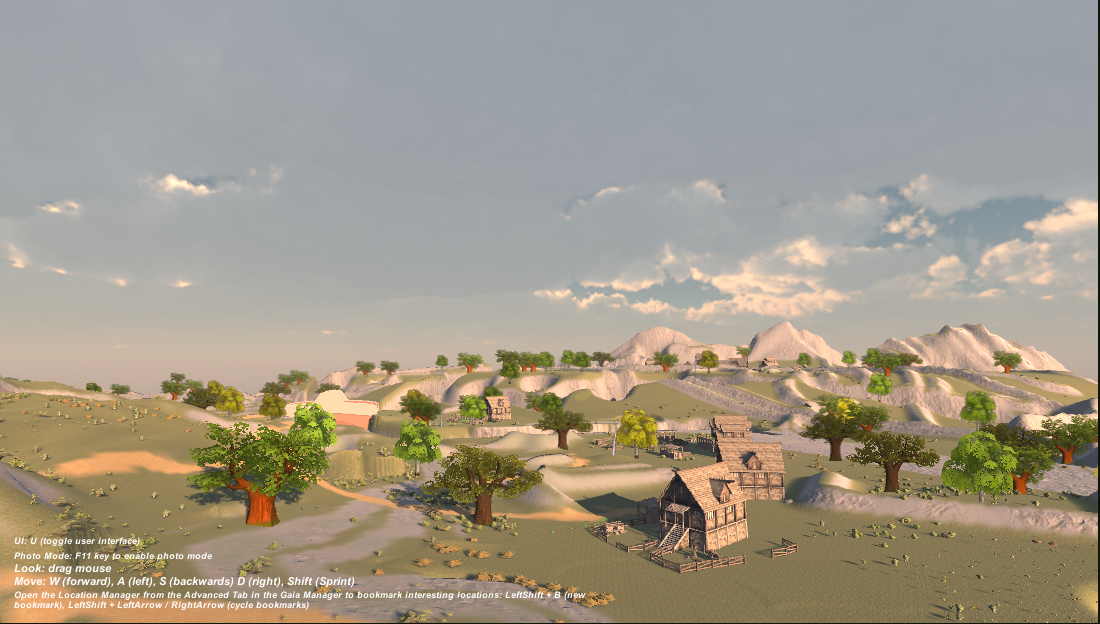 UI: U (toggle user interface)
Photo Mode: F11 key to enable photo mode
Look: drag mouse
Move: W (forward), A (left), S (backwards) D (right), Shift (Sprint)
Open the Location Manager from the Advanced Tab in the Gaia Manager to bookmark interesting locations: LeftShift + B (new
bookmark), LeftShift + LeftArrow / RightArrow (cycle bookmarks)